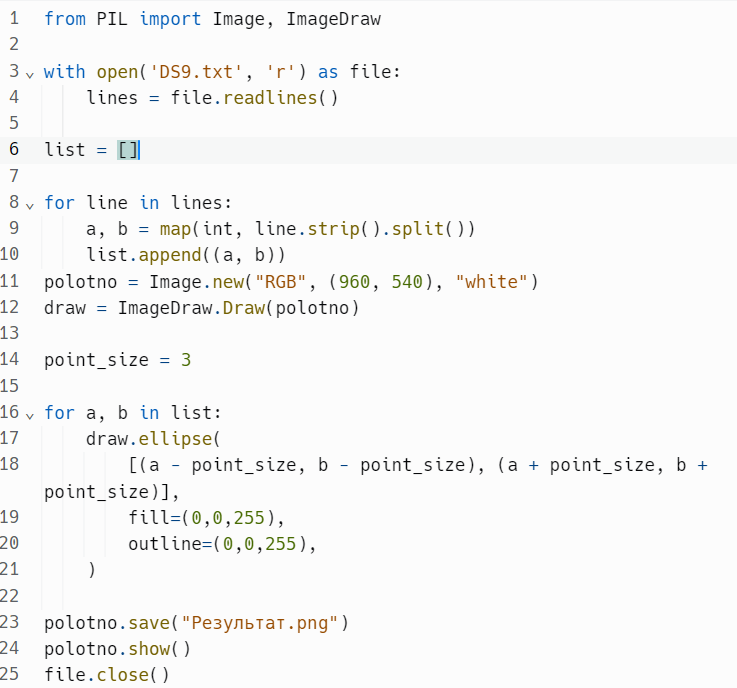 1 from PIL import Image, ImageDraw
2
3 with open('DS9.txt', 'r') as file:
4     lines = file.readlines()
5
6 list = []
7
8 for line in lines:
9     a, b = map(int, line.strip().split())
10     list.append((a, b))
11 polotno = Image.new("RGB", (960, 540), "white")
12 draw = ImageDraw.Draw(polotno)
13
14 point_size = 3
15
16 for a, b in list:
17     draw.ellipse(
18         [(a - point_size, b - point_size), (a + point_size, b +
point_size)],
19         fill=(0,0,255),
20         outline=(0,0,255),
21     )
22
23 polotno.save("Результат.png")
24 polotno.show()
25 file.close()